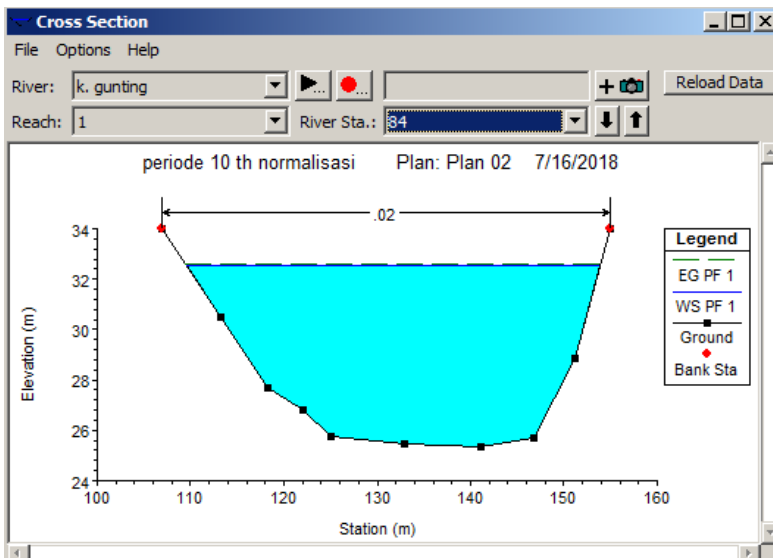 Cross Section
File Options Help
River: k. gunting Reload Data
Reach: 1 River Sta.: 84
periode 10 th normalisasi Plan: Plan 02 7/16/2018
.02
34
32
30
28
26
24
Elevation (m)
100 110 120 130 140 150 160
Station (m)
Legend
EG PF 1
WS PF 1
Ground
Bank Sta